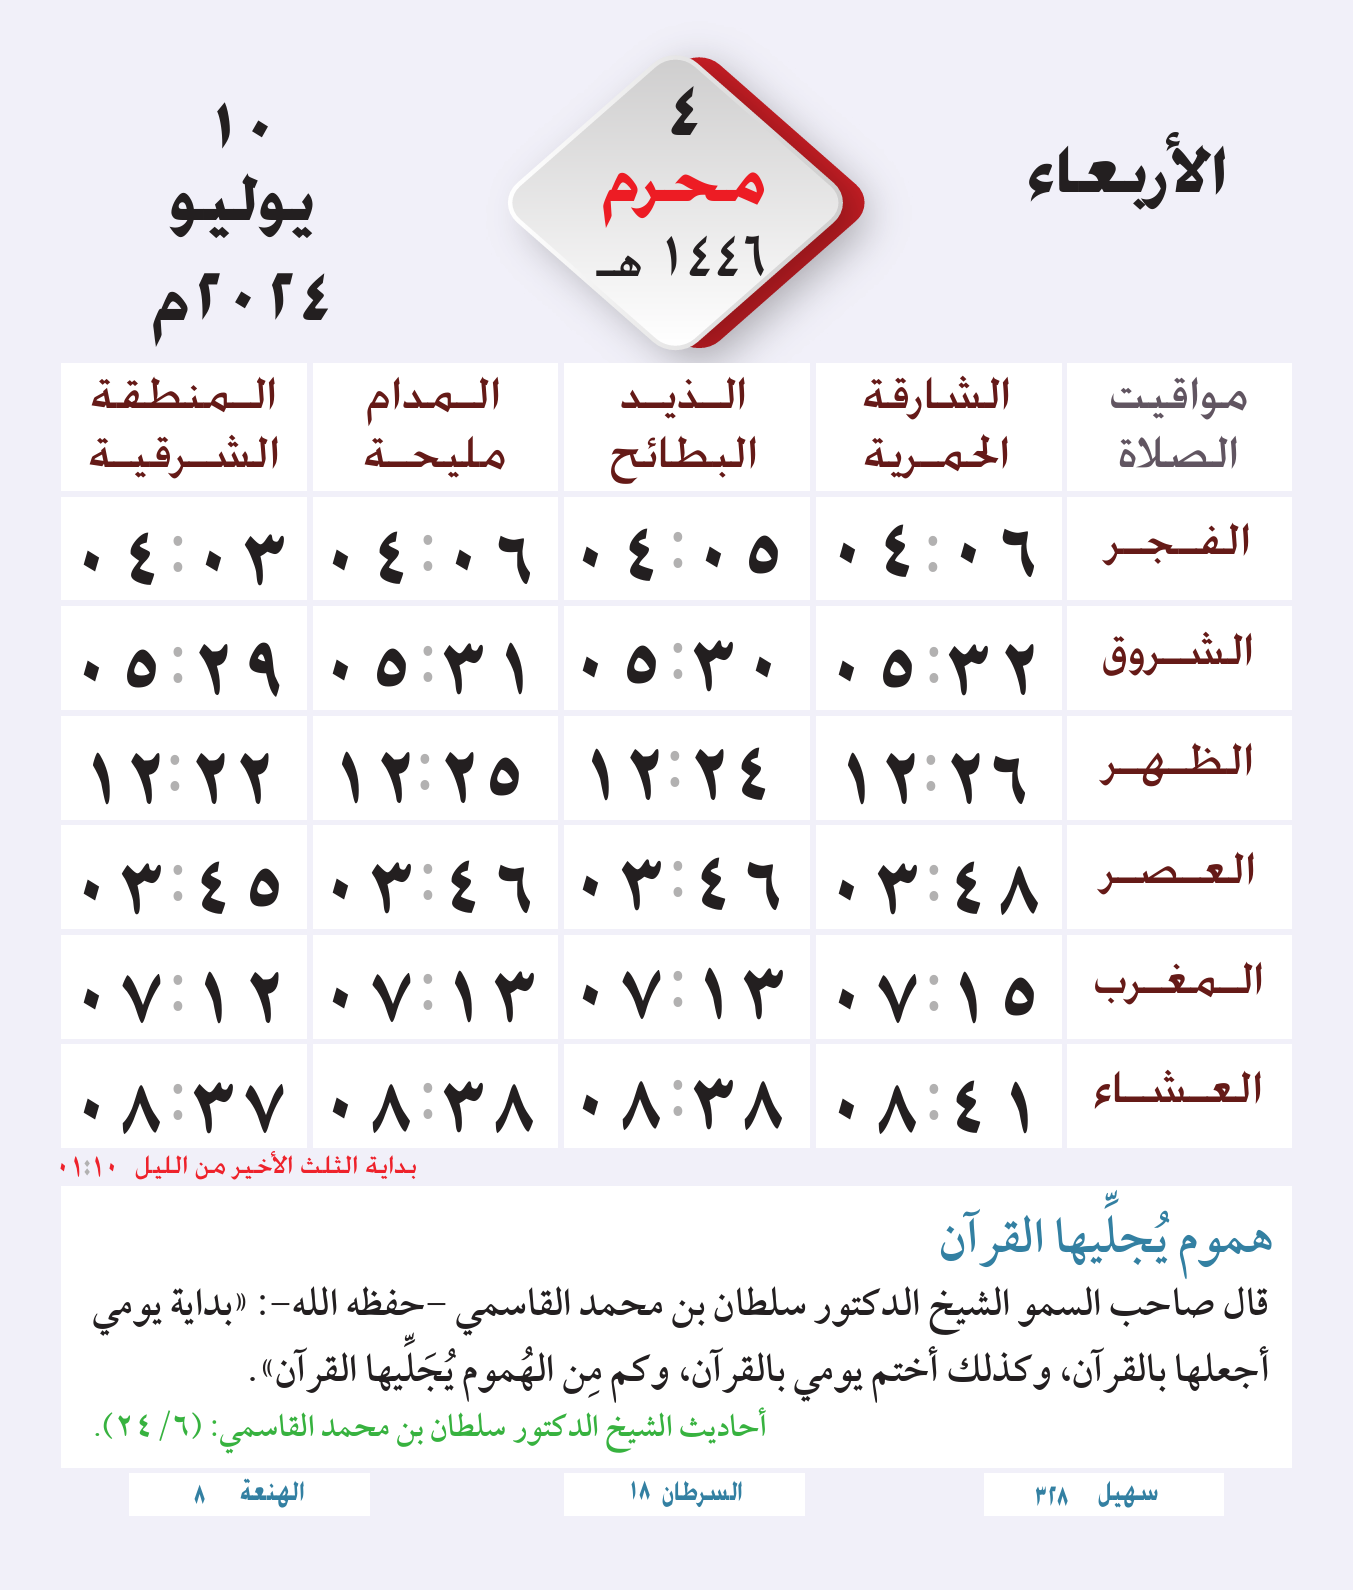 الأربعاء
٤
محرم
١٤٤٦ هـ
١٠
يوليو
٢٠٢٤م
مواقيت الصلاة	الشارقة الحمرية	الذيد البطائح	المدام مليحة	المنطقة الشرقية
الفجر	٠٤:٠٦	٠٤:٠٥	٠٤:٠٦	٠٤:٠٣
الشروق	٠٥:٣٢	٠٥:٣٠	٠٥:٣١	٠٥:٢٩
الظهر	١٢:٢٦	١٢:٢٤	١٢:٢٥	١٢:٢٢
العصر	٠٣:٤٨	٠٣:٤٦	٠٣:٤٦	٠٣:٤٥
المغرب	٠٧:١٥	٠٧:١٣	٠٧:١٣	٠٧:١٢
العشاء	٠٨:٤١	٠٨:٣٨	٠٨:٣٨	٠٨:٣٧
بداية الثلث الأخير من الليل ٠١:١٠
هموم يُجلِّيها القرآن
قال صاحب السمو الشيخ الدكتور سلطان بن محمد القاسمي -حفظه الله-: «بداية يومي
أجعلها بالقرآن، وكذلك أختم يومي بالقرآن، وكم مِن الهُموم يُجَلِّيها القرآن».
أحاديث الشيخ الدكتور سلطان بن محمد القاسمي: (٦/ ٢٤).
سهيل ٣٢٨	السرطان ١٨	الهنعة ٨